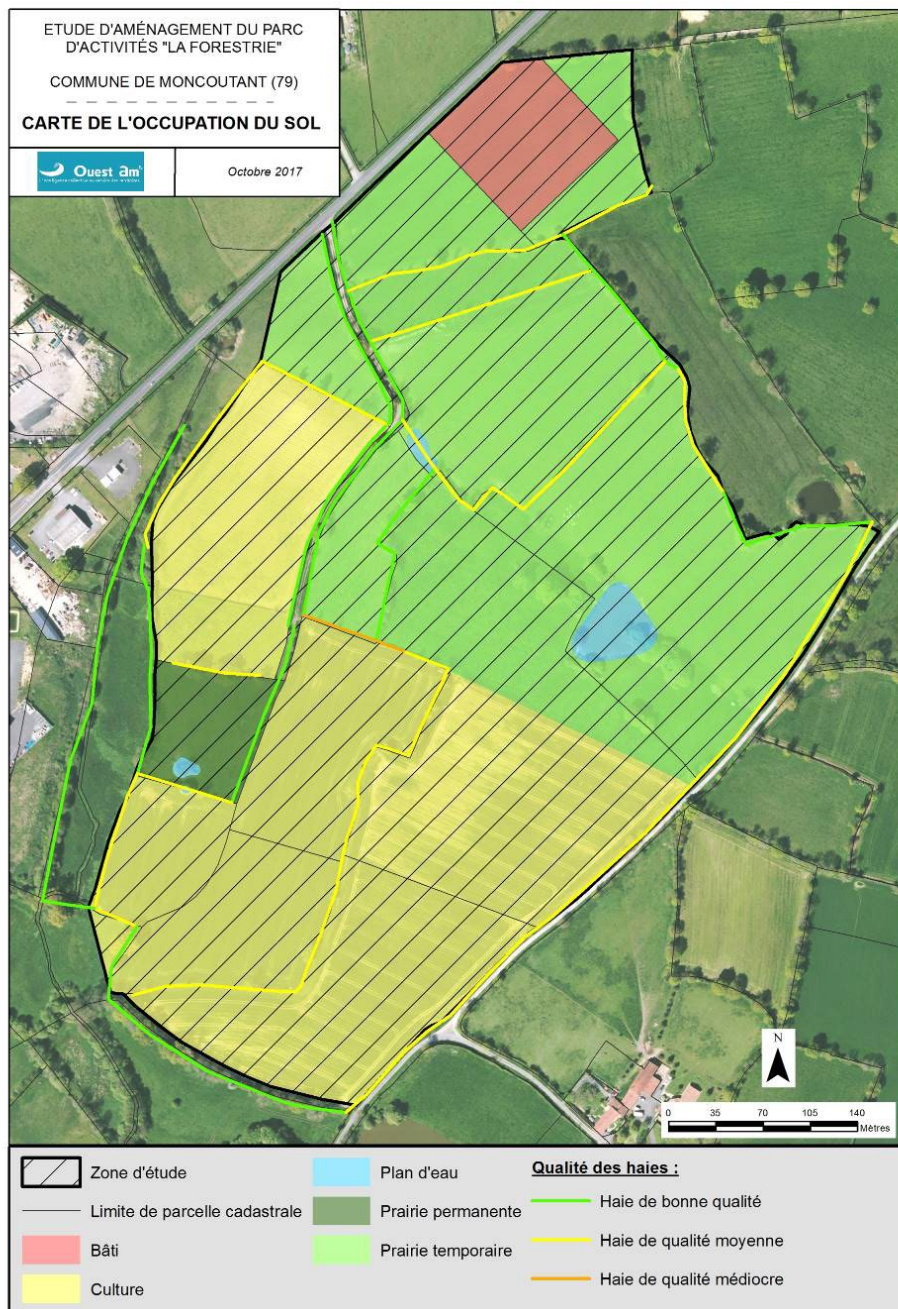 ETUDE D'AMÉNAGEMENT DU PARC
D'ACTIVITÉS "LA FORESTRIE"
COMMUNE DE MONCOUTANT (79)
CARTE DE L'OCCUPATION DU SOL
Ouest am'
Octobre 2017
N
0 35 70 105 140
Mètres
Zone d'étude
Limite de parcelle cadastrale
Bâti
Culture
Plan d'eau
Prairie permanente
Prairie temporaire
Qualité des haies :
Haie de bonne qualité
Haie de qualité moyenne
Haie de qualité médiocre